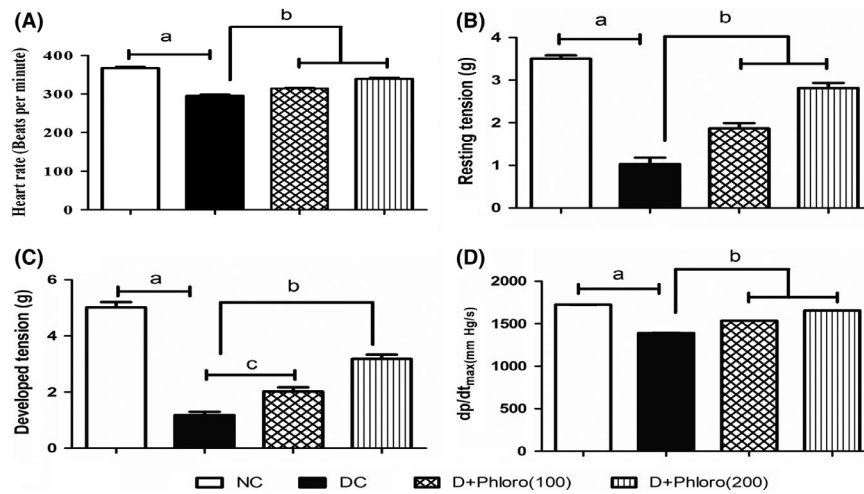 (A)
a
b
Heart rate (Beats per minute)
400
300
300
100
0
(B)
a
b
Resting tension (g)
4
3
2
1
0
(C)
a
b
c
Developed tension (g)
6
4
2
0
(D)
a
b
dp/dtmax(mm Hg/s)
2000
1500
1000
500
0
NC DC D+Phloro(100) D+Phloro(200)